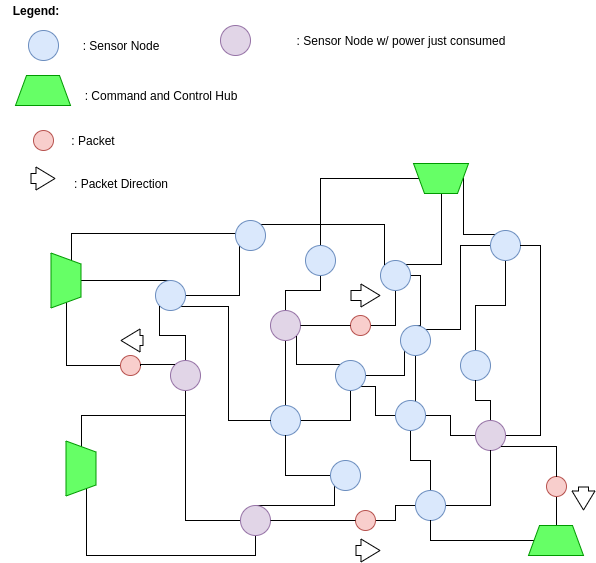 Legend:
: Sensor Node
: Sensor Node w/ power just consumed
: Command and Control Hub
: Packet
: Packet Direction